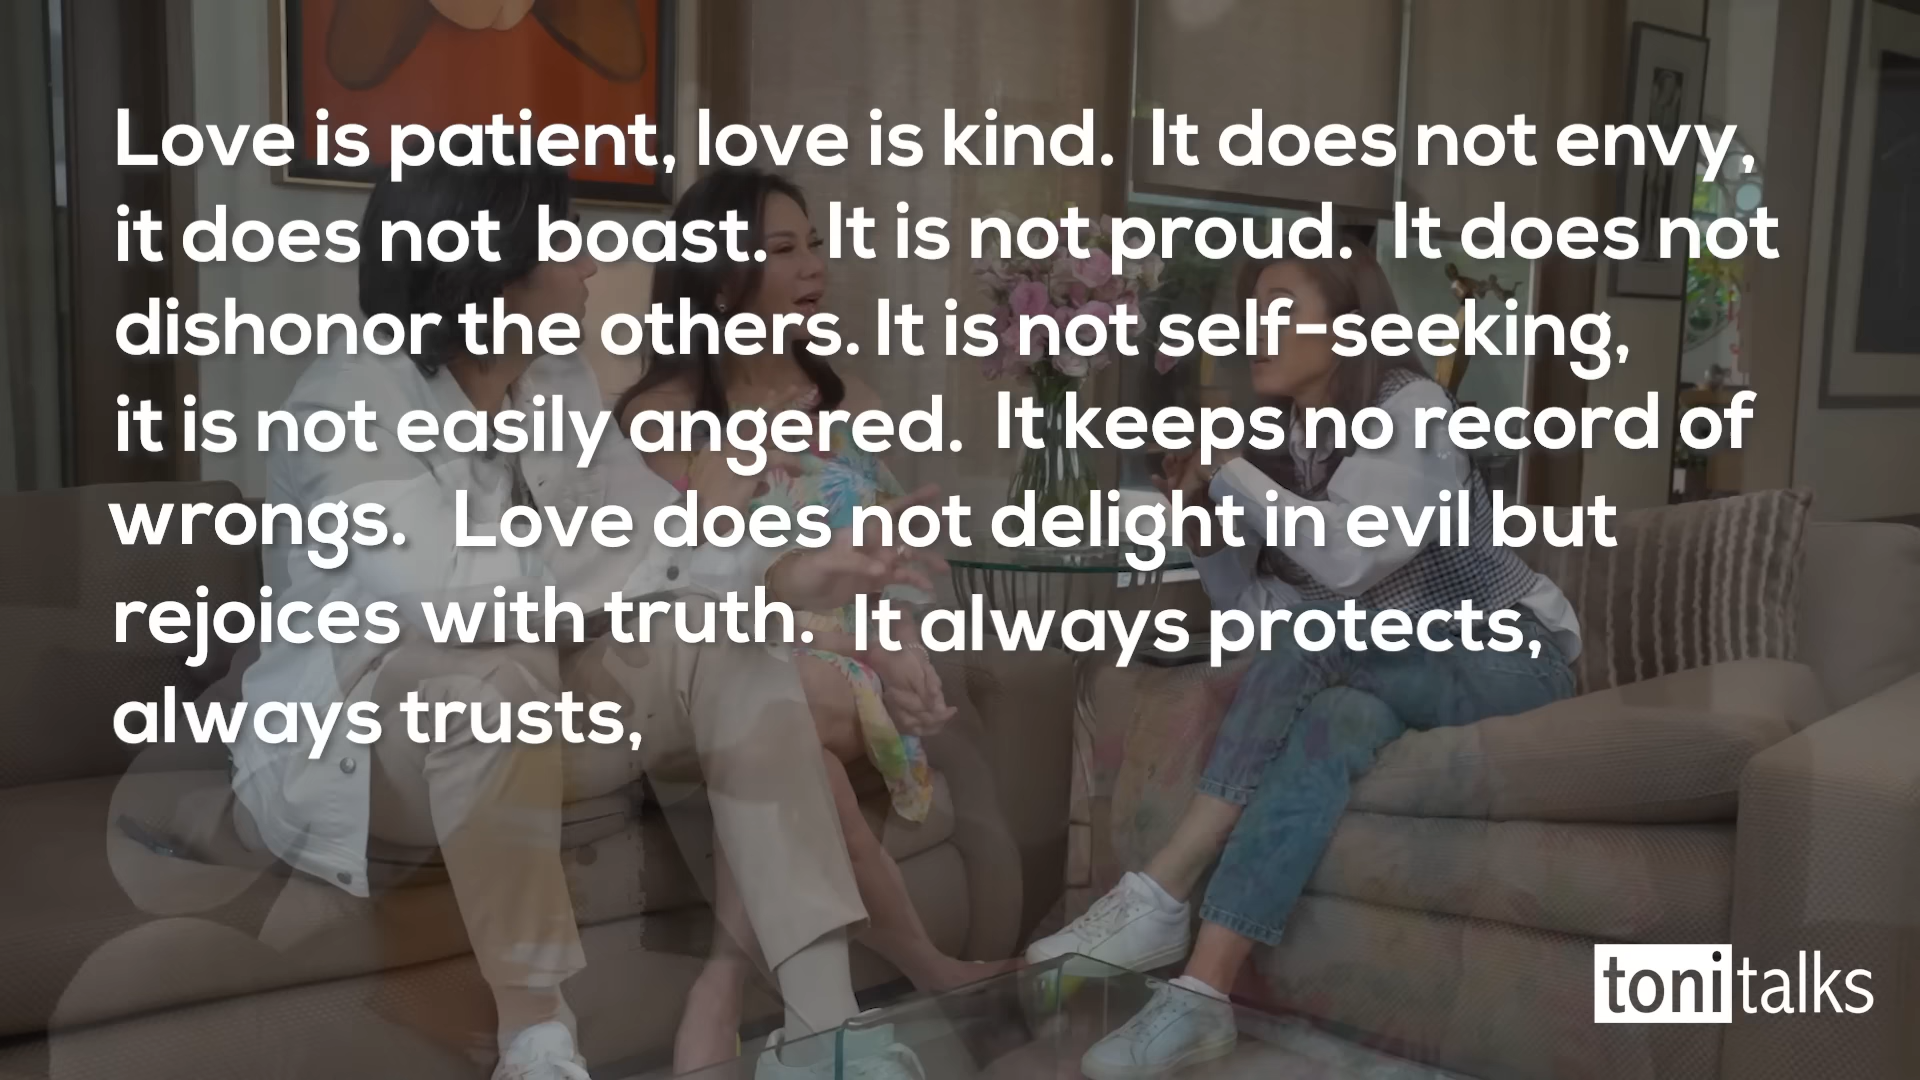 Love is patient, love is kind. It does not envy,
it does not boast. It is not proud. It does not
dishonor the others. It is not self-seeking,
it is not easily angered. It keeps no record of
wrongs. Love does not delight in evil but
rejoices with truth. It always protects,
always trusts,
toni talks